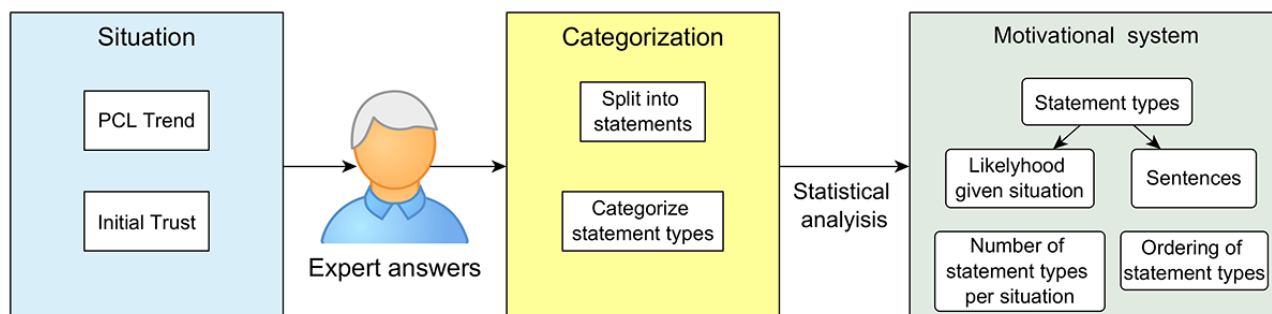 Situation
PCL Trend
Initial Trust
Expert answers
Categorization
Split into
statements
Categorize
statement types
Statistical
analyisis
Motivational system
Statement types
Likelyhood
given situation
Sentences
Number of
statement types
per situation
Ordering of
statement types